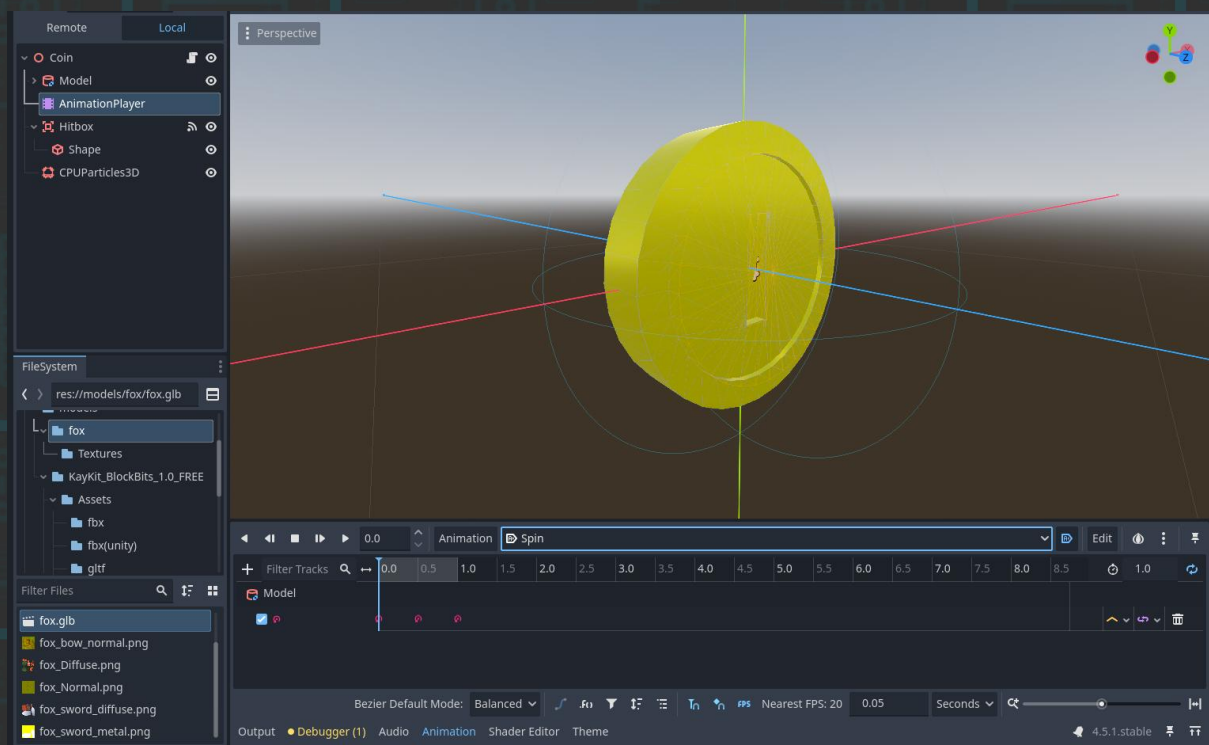 Remote Local
Coin
Model
AnimationPlayer
Hitbox
Shape
CPUParticles3D
Perspective
Y
Z
FileSystem
res://models/fox/fox.glb
fox
Textures
KayKit_BlockBits_1.0_FREE
Assets
fbx
fbx(unity)
gltf
Filter Files
fox.glb
fox_bow_normal.png
fox_Diffuse.png
fox_Normal.png
fox_sword_diffuse.png
fox_sword_metal.png
0.0 Animation Spin Edit
Filter Tracks 0.0 0.5 1.0 1.5 2.0 2.5 3.0 3.5 4.0 4.5 5.0 5.5 6.0 6.5 7.0 7.5 8.0 8.5 1.0
Model
Bezier Default Mode: Balanced FPS Nearest FPS: 20 0.05 Seconds
Output Debugger (1) Audio Animation Shader Editor Theme 4.5.1.stable